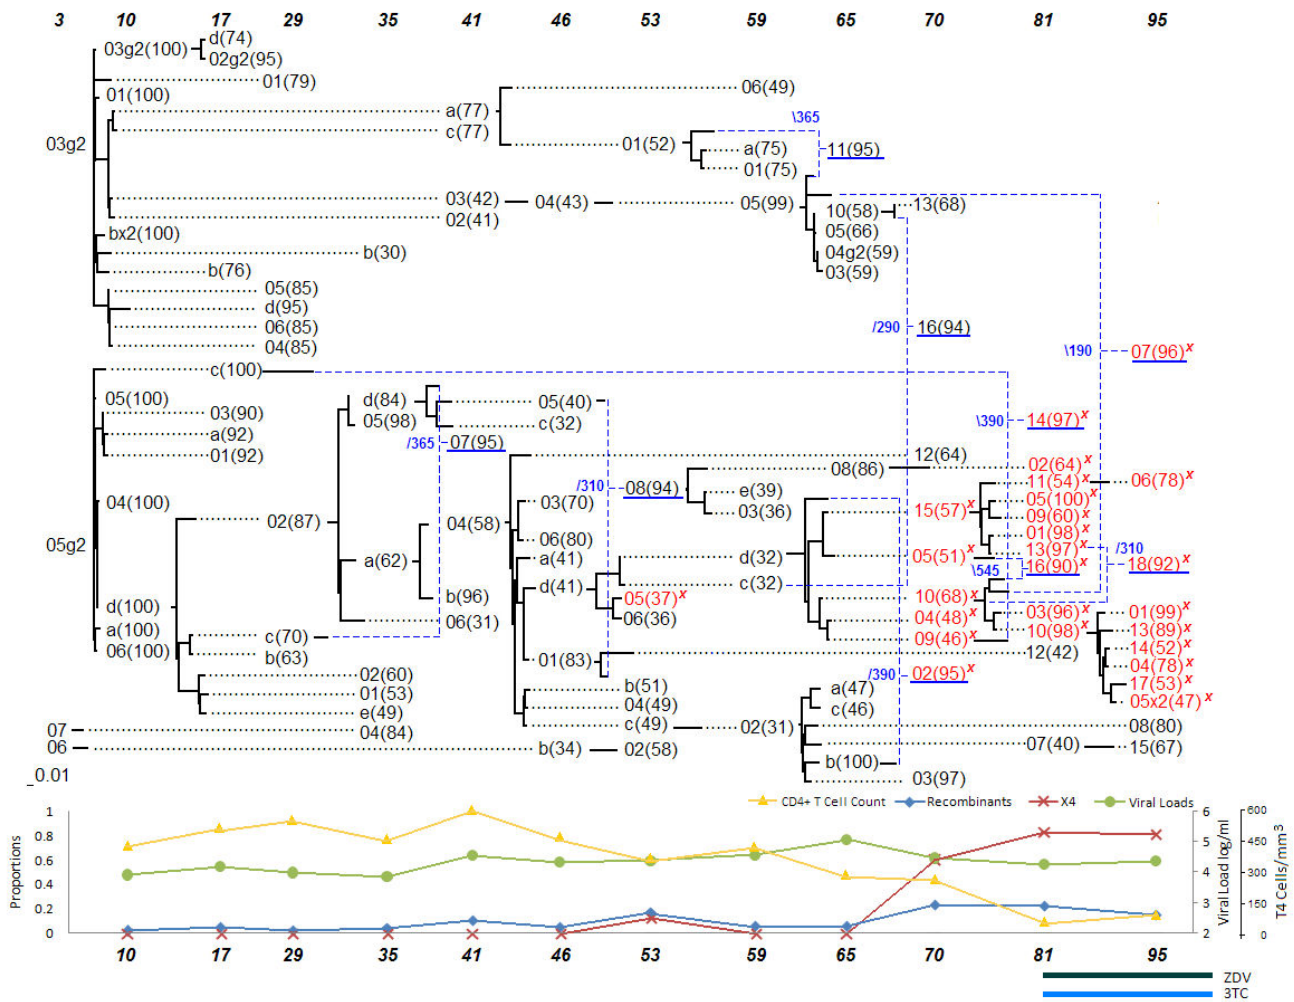 3 10 17 29 35 41 46 53 59 65 70 81 95
03g2(100) d(74)
02g2(95)
01(79)
06(49)
01(100)
a(77)
\365
c(77)
03g2
01(52) a(75) 11(95)
01(75)
03(42) 04(43) 05(99)
10(58) 13(68)
02(41)
05(66)
bx2(100)
b(30) 04g2(59)
b(76) 03(59)
05(85)
d(95)
06(85)
/290 16(94)
04(85)
\190 07(96)x
c(100)
05(100) d(84) 05(40)
03(90)
05(98) c(32) \390 14(97)x
a(92)
/365 07(95)
01(92) 12(64)
08(86) 02(64)x
/310 08(94) e(39) 11(54)x 06(78)x
04(100) 03(70) 05(100)x
03(36) 15(57)x 09(60)x
02(87) 04(58)
01(98)x
06(80)
05g2 13(97)x /310
a(62) a(41) d(32) 05(51)x
\545 16(90)x 18(92)x
d(41) c(32)
b(96) 05(37)x 10(68)x
d(100) 03(96)x 01(99)x
06(31) 06(36) 04(48)x
a(100) 10(98)x 13(89)x
c(70) 09(46)x
06(100) 12(42) 14(52)x
b(63) 01(83)
04(78)x
02(60) /390 02(95)x
b(51) a(47) 17(53)x
01(53)
04(49) c(46) 05x2(47)x
e(49)
c(49) 02(31) 08(80)
07 04(84)
07(40) 15(67)
06 b(34) 02(58)
b(100)
_0.01 03(97)
CD4+ T Cell Count Recombinants X4 Viral Loads
1 6 600
0.8 5 450
0.6 4 300
0.4
0.2 3 150
0 2 0
Proportions
Viral Load log/ml
T4 Cells/mm3
10 17 29 35 41 46 53 59 65 70 81 95
ZDV
3TC